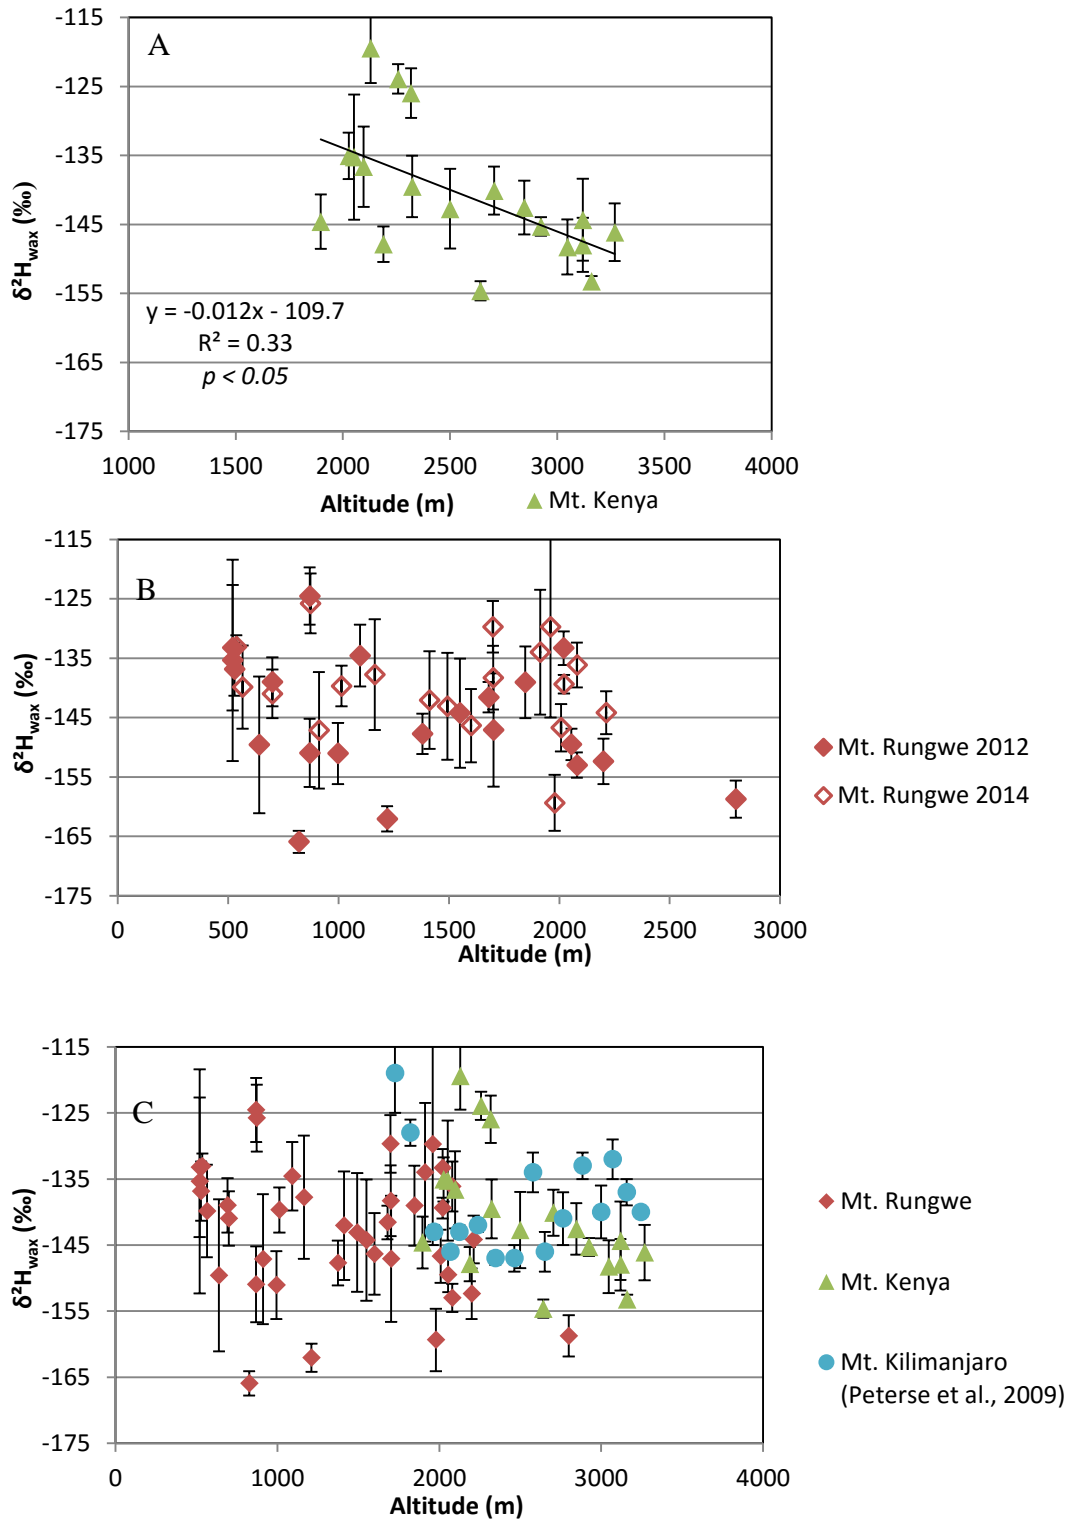 A
-115
-125
-135
-145
-155
-165
-175
δ²Hwax (‰)
y = -0.012x - 109.7
R² = 0.33
p < 0.05
1000 1500 2000 2500 3000 3500 4000
Altitude (m)
Mt. Kenya
B
-115
-125
-135
-145
-155
-165
-175
δ²Hwax (‰)
0 500 1000 1500 2000 2500 3000
Altitude (m)
Mt. Rungwe 2012
Mt. Rungwe 2014
C
-115
-125
-135
-145
-155
-165
-175
δ²Hwax (‰)
0 1000 2000 3000 4000
Altitude (m)
Mt. Rungwe
Mt. Kenya
Mt. Kilimanjaro
(Peterse et al., 2009)